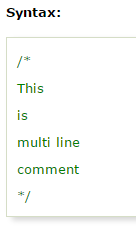 Syntax:
/*
This
is
multi line
comment
*/